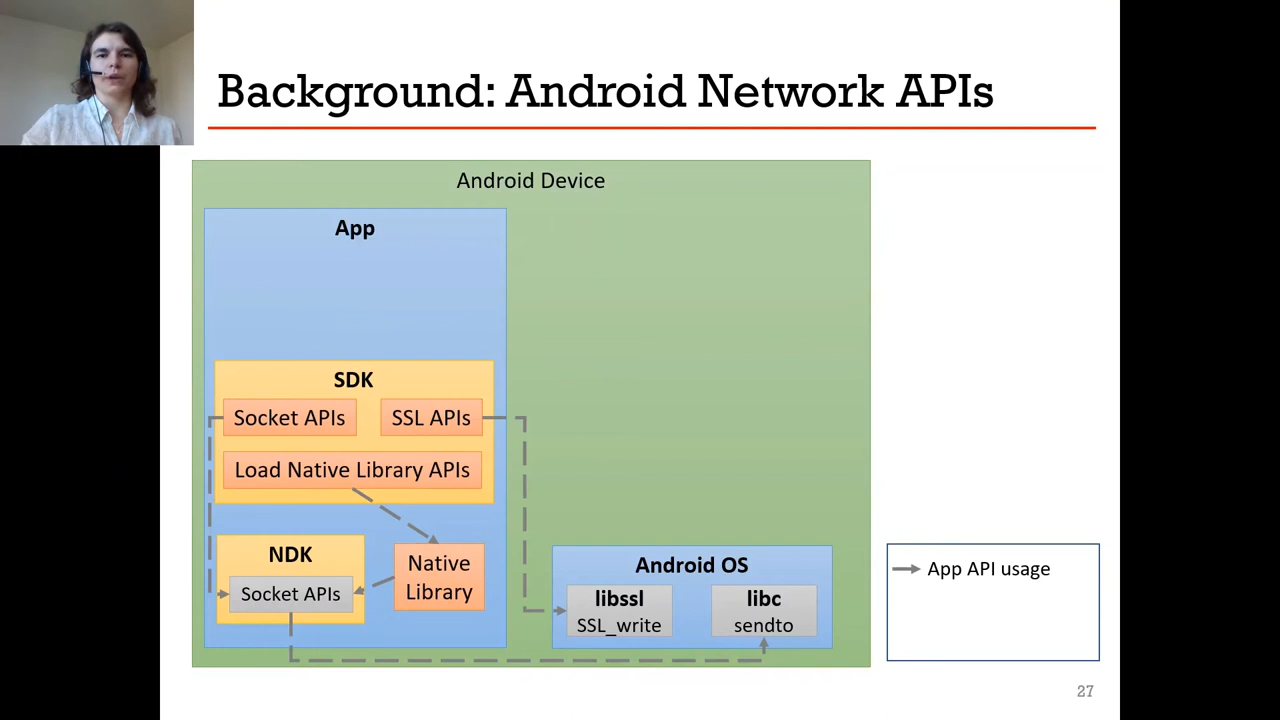 Background: Android Network APIs
Android Device
App
SDK
Socket APIs
SSL APIs
Load Native Library APIs
NDK
Socket APIs
Native
Library
Android OS
libssl
SSL_write
libc
sendto
App API usage
27